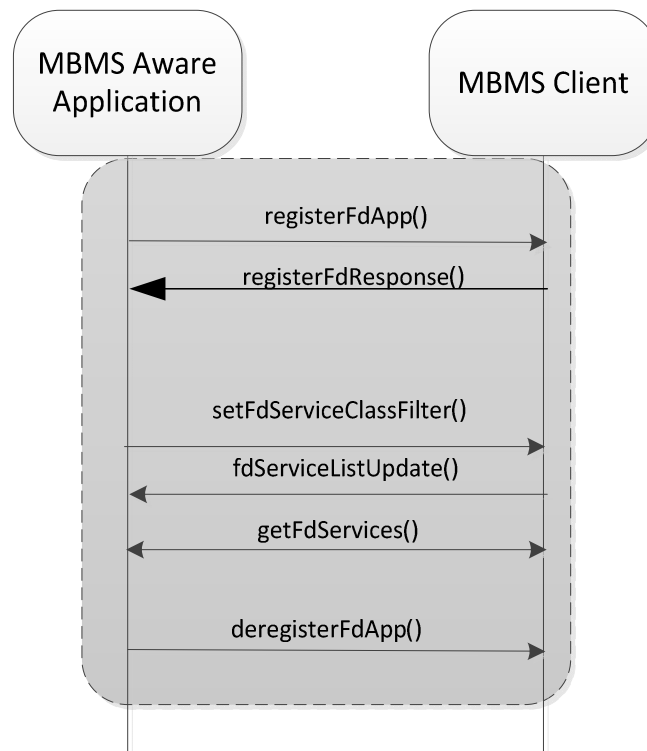 MBMS Aware
Application
MBMS Client
registerFdApp()
registerFdResponse()
setFdServiceClassFilter()
fdServiceListUpdate()
getFdServices()
deregisterFdApp()